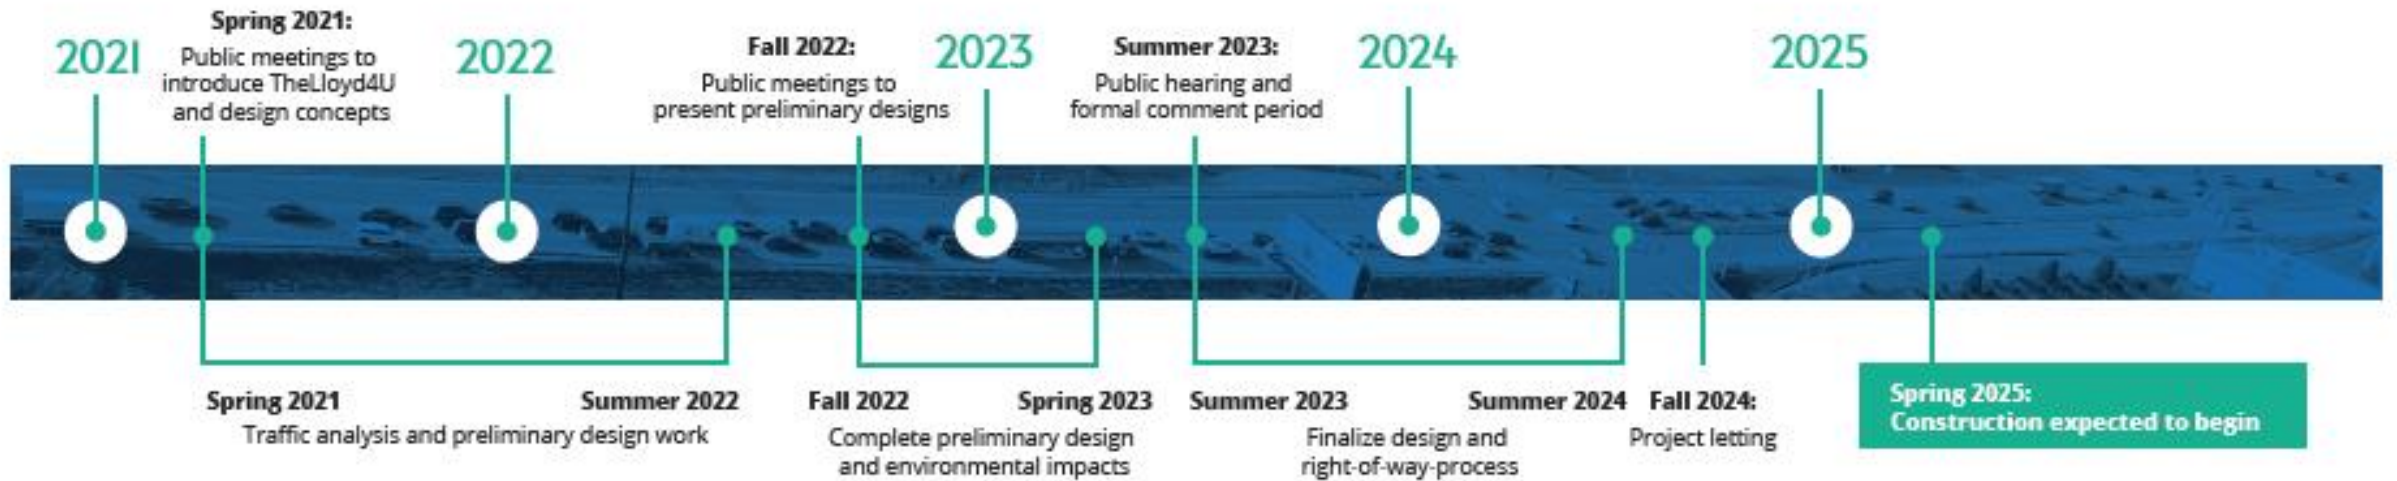 2021
Spring 2021:
Public meetings to
introduce TheLloyd4U
and design concepts
2022
Fall 2022:
Public meetings to
present preliminary designs
2023
Summer 2023:
Public hearing and
formal comment period
2024
2025
Spring 2021
Summer 2022
Traffic analysis and preliminary design work
Fall 2022
Spring 2023
Complete preliminary design
and environmental impacts
Summer 2023
Summer 2024
Finalize design and
right-of-way-process
Fall 2024:
Project letting
Spring 2025:
Construction expected to begin